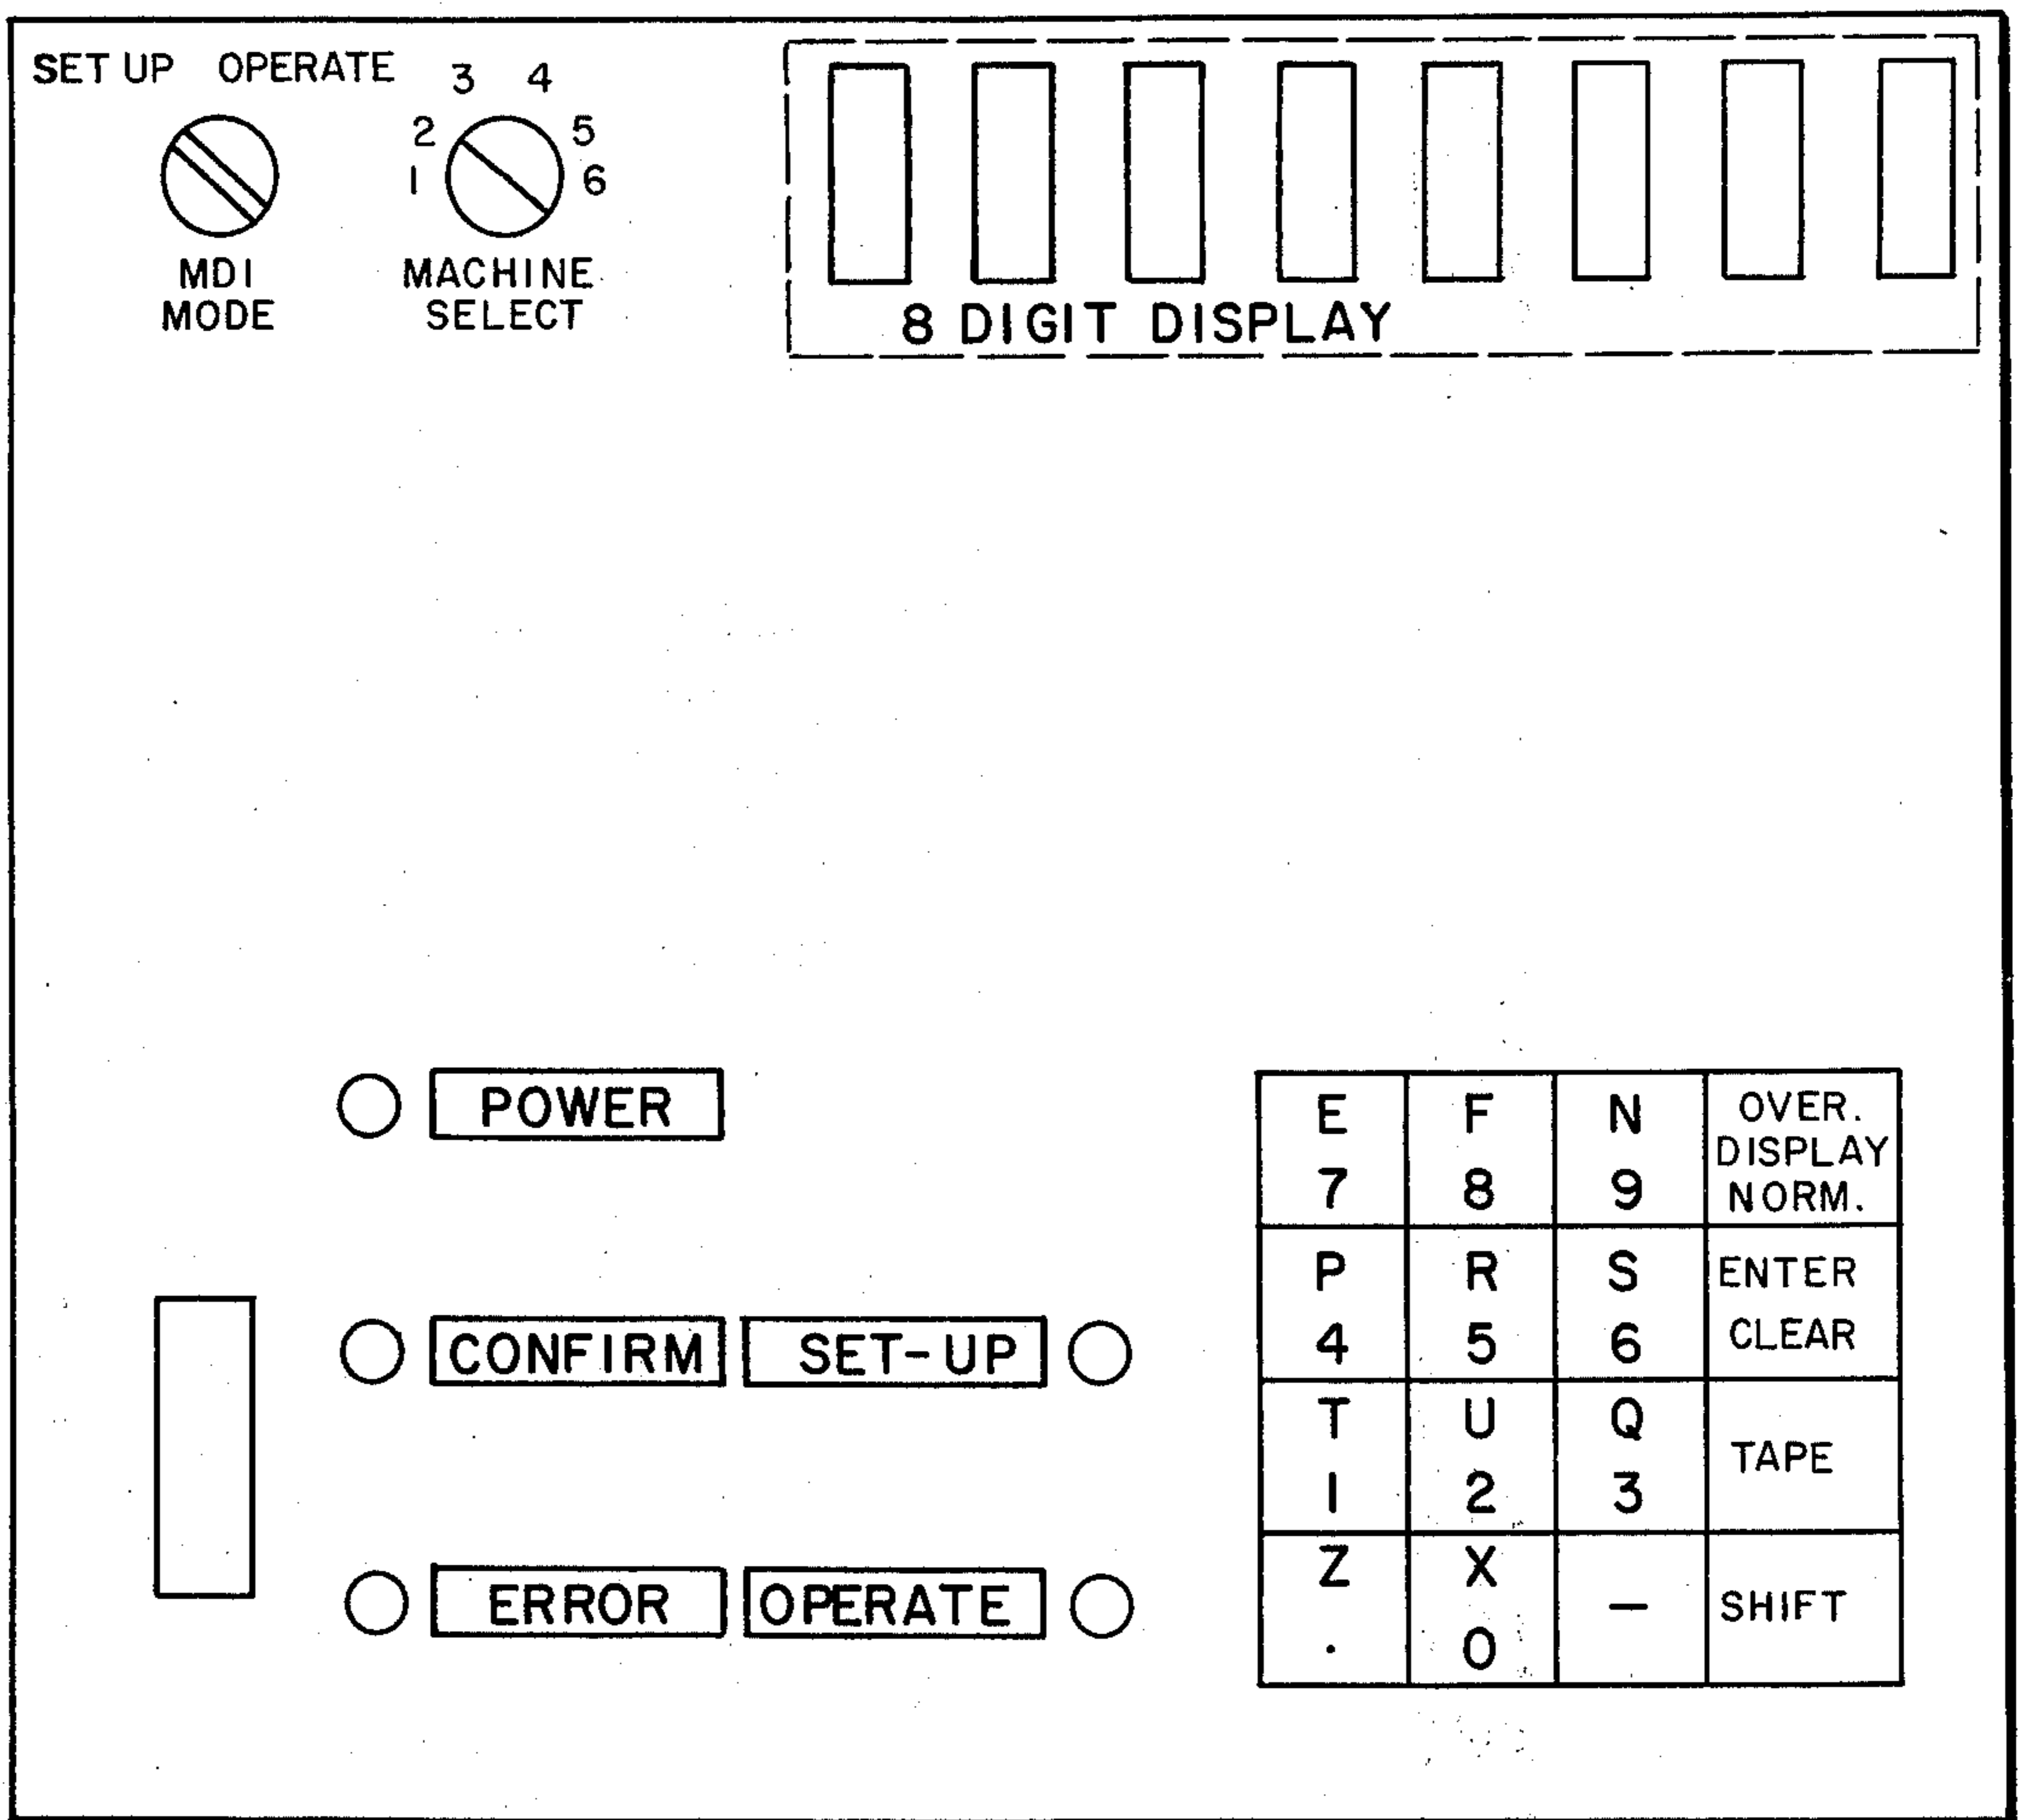 SET UP OPERATE
3 4
2 5
1 6
MDI
MODE
MACHINE
SELECT
8 DIGIT DISPLAY
POWER
CONFIRM SET-UP
ERROR OPERATE
E F N OVER.
DISPLAY
7 8 9 NORM.
P R S ENTER
4 5 6 CLEAR
T U Q
TAPE
1 2 3
Z X
— SHIFT
. 0